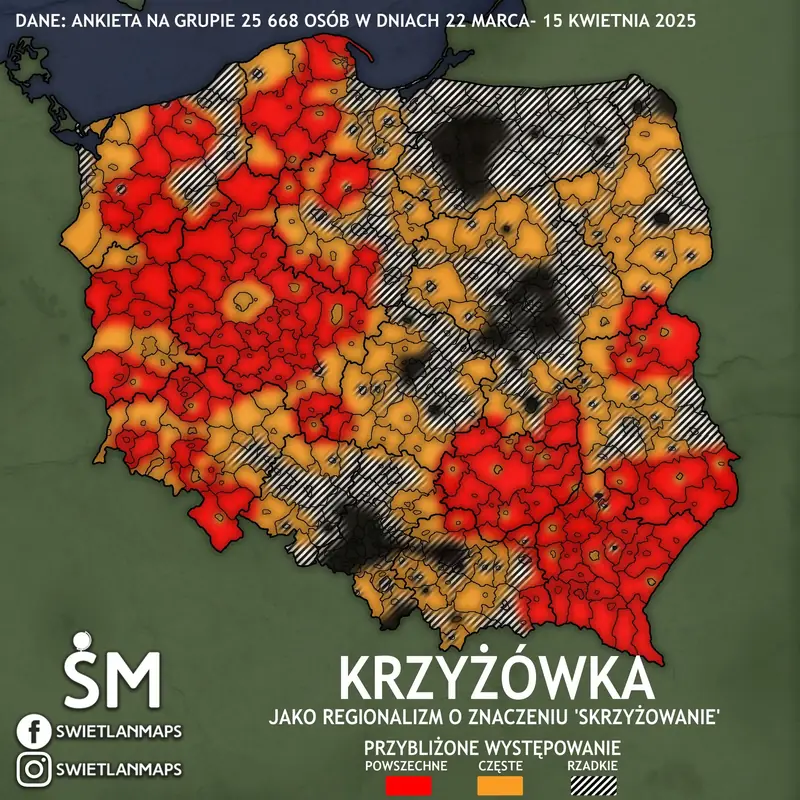 DANE: ANKIETA NA GRUPIE 25 668 OSÓB W DNIACH 22 MARCA- 15 KWIETNIA 2025
ŚM
SWIETLANMAPS
SWIETLANMAPS
KRZYŻÓWKA
JAKO REGIONALIZM O ZNACZENIU 'SKRZYŻOWANIE'
PRZYBLIŻONE WYSTĘPOWANIE
POWSZECHNE CZĘSTE RZADKIE